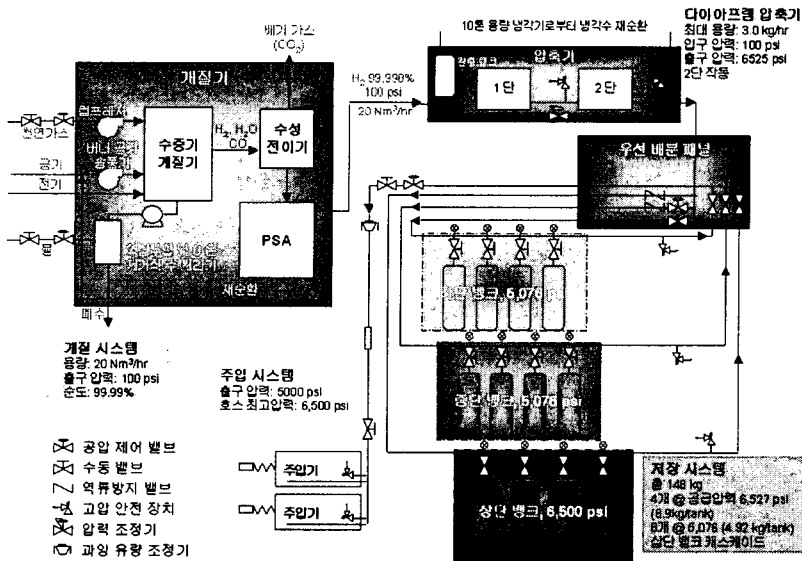 배기 가스
(CO₂)
10톤 용량 냉각기로부터 냉각수 재순환
다이아프램 압축기
최대 용량: 3.0 kg/hr
입구 압력: 100 psi
출구 압력: 6525 psi
2단 작동
개질기
압축기
1단
2단
H₂ 99.998%
100 psi
20 Nm³/hr
컴프레서
천연가스
수증기
개질기
H₂, H₂O
CO
수성
전이기
버너 공기
공기
전기
우선 배분 패널
PSA
재순환
폐수
개질 시스템
용량: 20 Nm³/hr
출구 압력: 100 psi
순도: 99.99%
주입 시스템
출구 압력: 5000 psi
호스 최고압력: 6,500 psi
뱅크, 6,076
중단 뱅크, 6,076 psi
상단 뱅크, 6,500 psi
공압 제어 밸브
수동 밸브
역류방지 밸브
고압 안전 장치
압력 조정기
과잉 유량 조정기
주입기
주입기
저장 시스템
총 148 kg
4개 @ 공급압력 6,527 psi
(8.9kg/tank)
8개 @ 6,076 (4.92 kg/tank)
상단 뱅크 캐스케이드